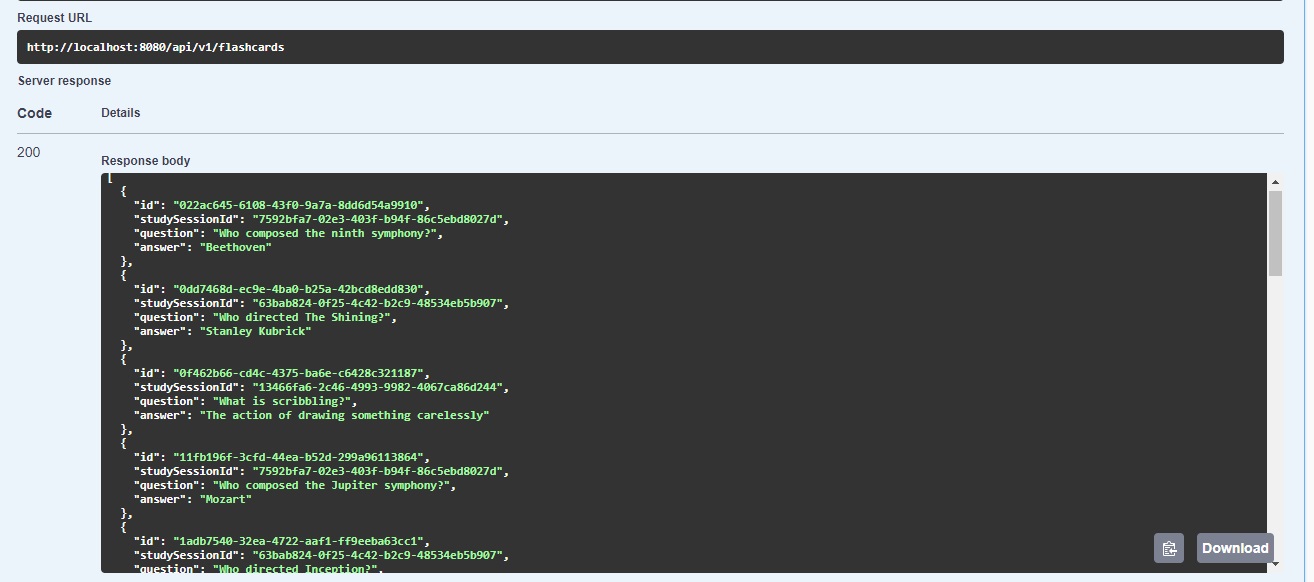 Request URL
http://localhost:8080/api/v1/flashcards
Server response
Code Details
200
Response body
[
{
"id": "022ac645-6108-43f0-9a7a-8dd6d54a9910",
"studySessionId": "7592bfa7-02e3-403f-b94f-86c5ebd8027d",
"question": "Who composed the ninth symphony?",
"answer": "Beethoven"
},
{
"id": "0dd7468d-ec9e-4ba0-b25a-42bcd8edd830",
"studySessionId": "63bab824-0f25-4c42-b2c9-48534eb5b907",
"question": "Who directed The Shining?",
"answer": "Stanley Kubrick"
},
{
"id": "0f462b66-cd4c-4375-ba6e-c6428c321187",
"studySessionId": "13466fa6-2c46-4993-9982-4067ca86d244",
"question": "What is scribbling?",
"answer": "The action of drawing something carelessly"
},
{
"id": "11fb196f-3cfd-44ea-b52d-299a96113864",
"studySessionId": "7592bfa7-02e3-403f-b94f-86c5ebd8027d",
"question": "Who composed the Jupiter symphony?",
"answer": "Mozart"
},
{
"id": "1adb7540-32ea-4722-aaf1-ff9eeba63cc1",
"studySessionId": "63bab824-0f25-4c42-b2c9-48534eb5b907",
"question": "Who directed Inception?",
Download